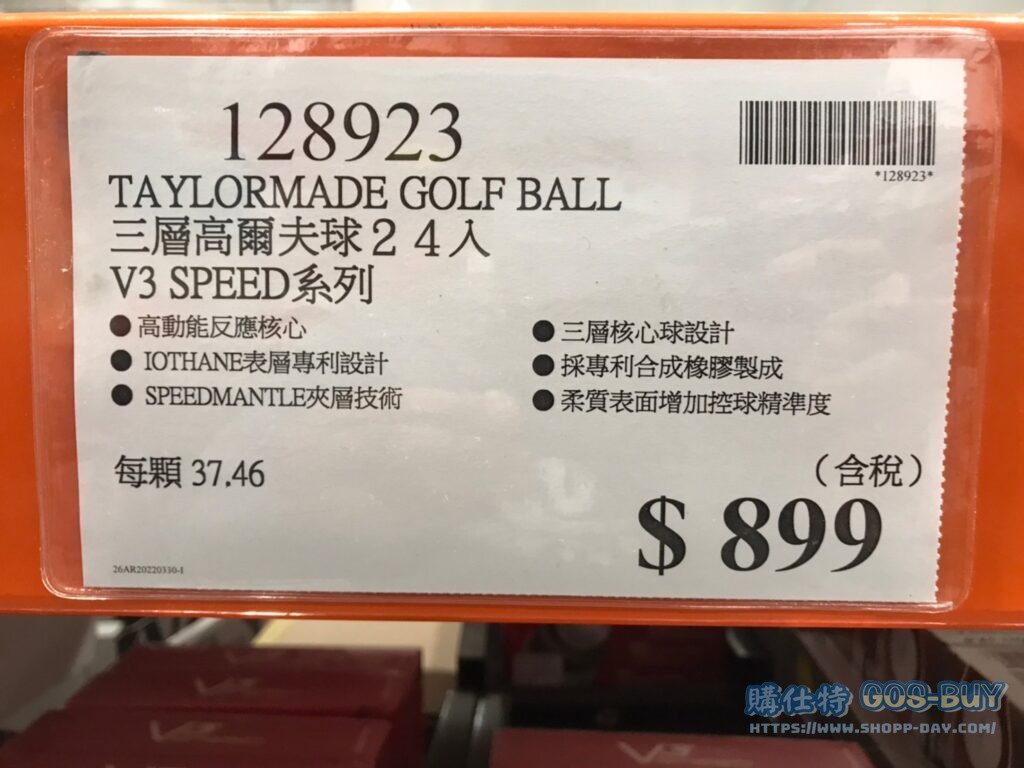 128923
*128923*
TAYLORMADE GOLF BALL
三層高爾夫球２４入
V3 SPEED系列
●高動能反應核心
●IOTHANE表層專利設計
●SPEEDMANTLE夾層技術
●三層核心球設計
●採專利合成橡膠製成
●柔質表面增加控球精準度
每顆 37.46
（含稅）
$ 899
26AR20220330-1
V3
V3
V3
購仕特 GOS-BUY
HTTPS://WWW.SHOPP-DAY.COM/